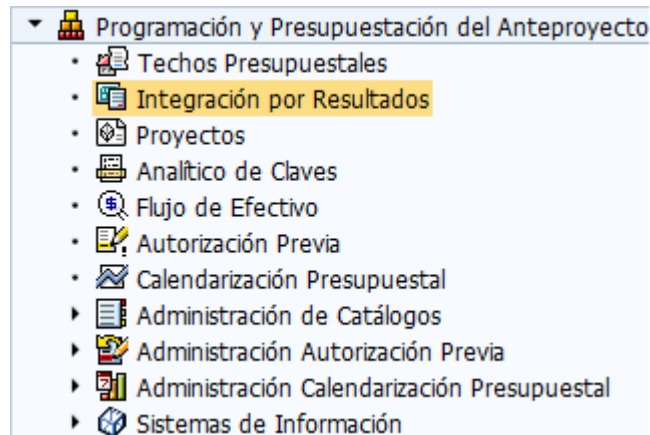 Programación y Presupuestación del Anteproyecto
Techos Presupuestales
Integración por Resultados
Proyectos
Analítico de Claves
Flujo de Efectivo
Autorización Previa
Calendarización Presupuestal
Administración de Catálogos
Administración Autorización Previa
Administración Calendarización Presupuestal
Sistemas de Información